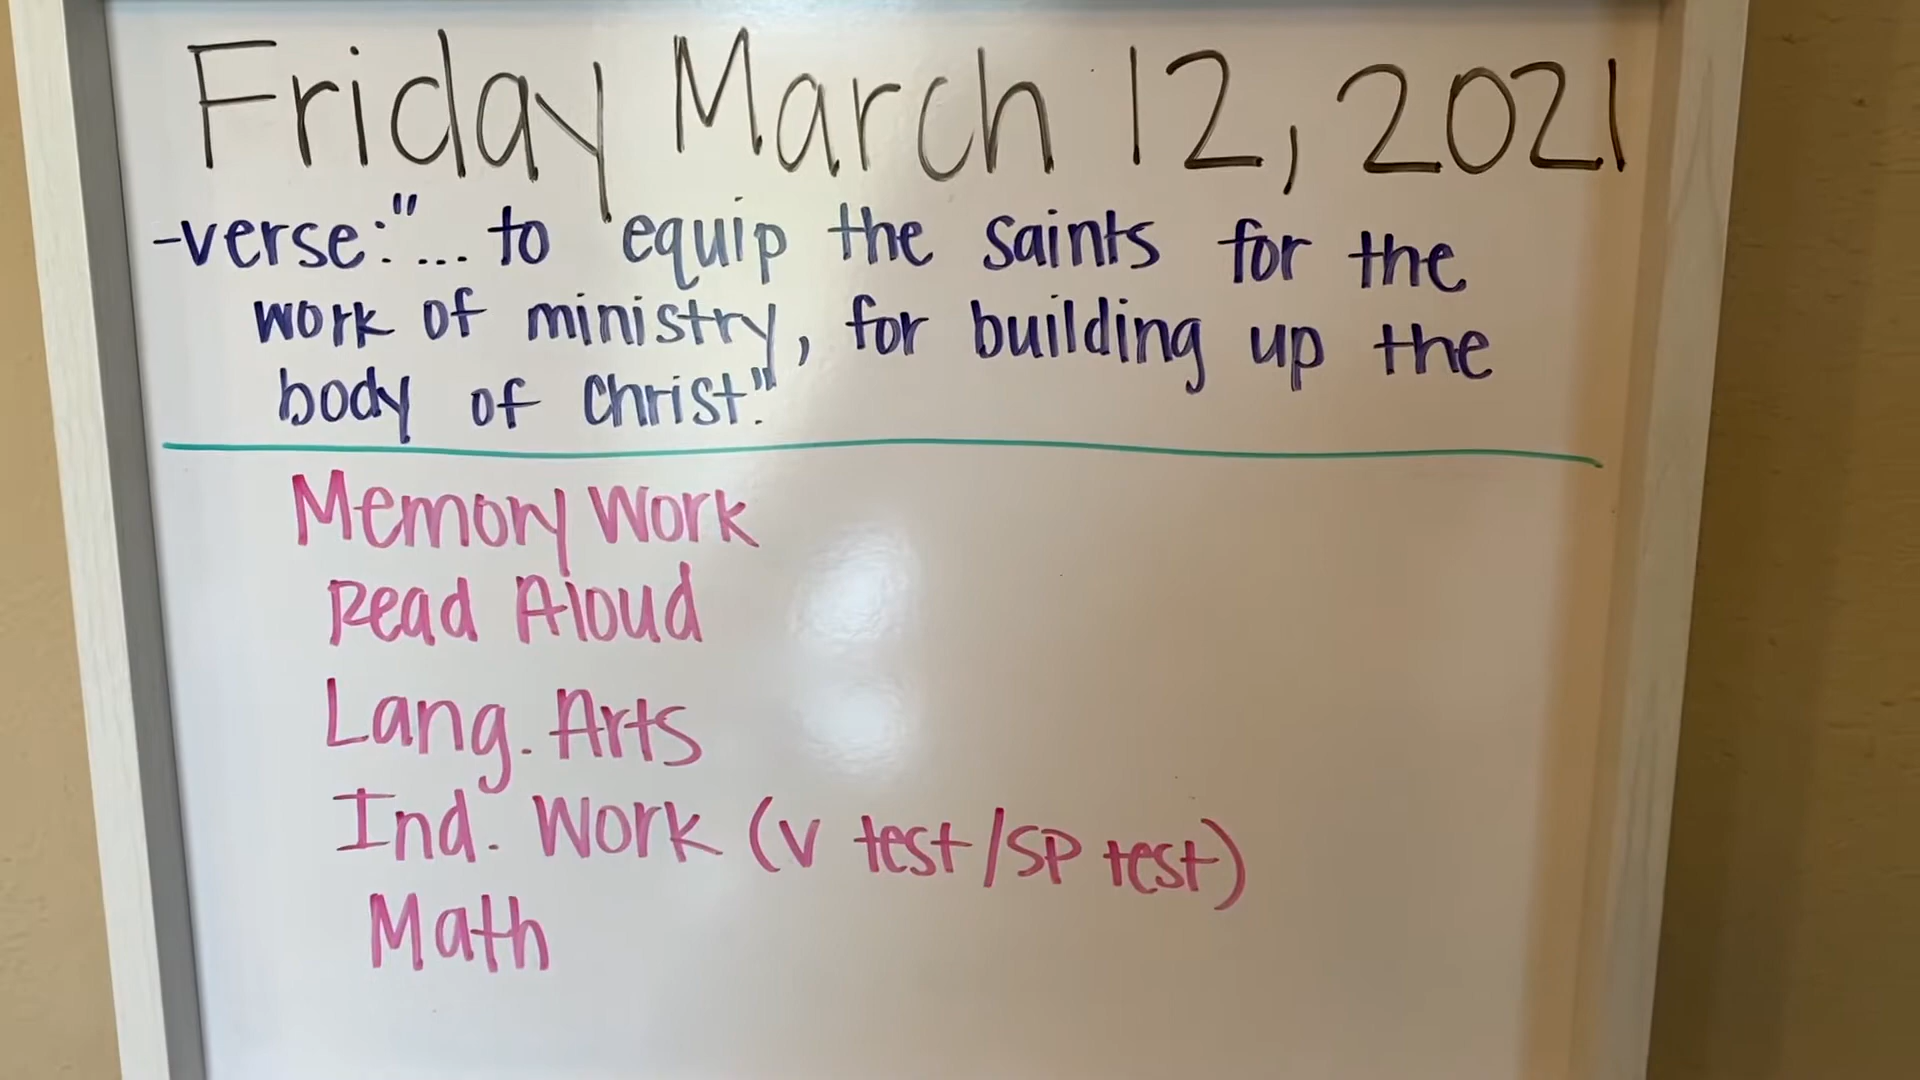 Friday March 12, 2021
-verse:"... to equip the saints for the
work of ministry, for building up the
body of Christ."
Memory Work
Read Aloud
Lang. Arts
Ind. Work (V test/SP test)
Math